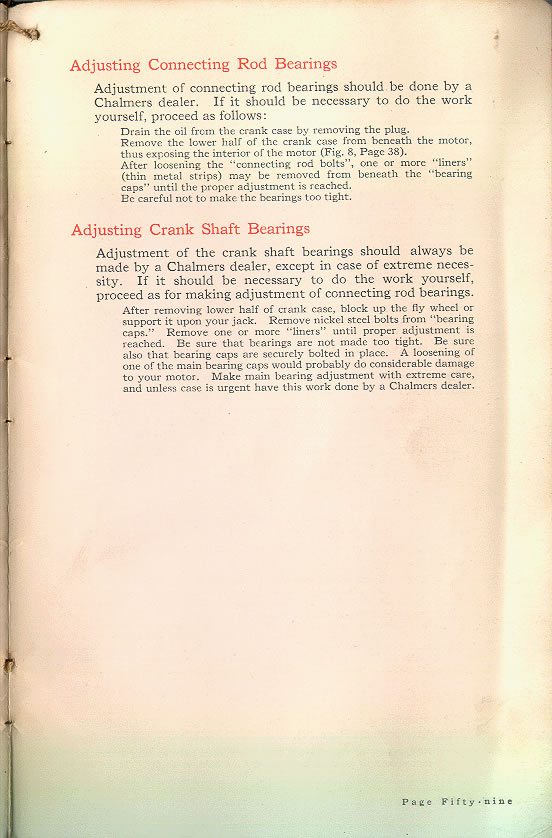 Adjusting Connecting Rod Bearings
Adjustment of connecting rod bearings should be done by a
Chalmers dealer. If it should be necessary to do the work
yourself, proceed as follows:
Drain the oil from the crank case by removing the plug.
Remove the lower half of the crank case from beneath the motor,
thus exposing the interior of the motor (Fig. 8, Page 38).
After loosening the "connecting rod bolts", one or more "liners"
(thin metal strips) may be removed from beneath the "bearing
caps" until the proper adjustment is reached.
Be careful not to make the bearings too tight.
Adjusting Crank Shaft Bearings
Adjustment of the crank shaft bearings should always be
made by a Chalmers dealer, except in case of extreme neces-
sity. If it should be necessary to do the work yourself,
proceed as for making adjustment of connecting rod bearings.
After removing lower half of crank case, block up the fly wheel or
support it upon your jack. Remove nickel steel bolts from "bearing
caps." Remove one or more "liners" until proper adjustment is
reached. Be sure that bearings are not made too tight. Be sure
also that bearing caps are securely bolted in place. A loosening of
one of the main bearing caps would probably do considerable damage
to your motor. Make main bearing adjustment with extreme care,
and unless case is urgent have this work done by a Chalmers dealer.
Page Fifty-nine